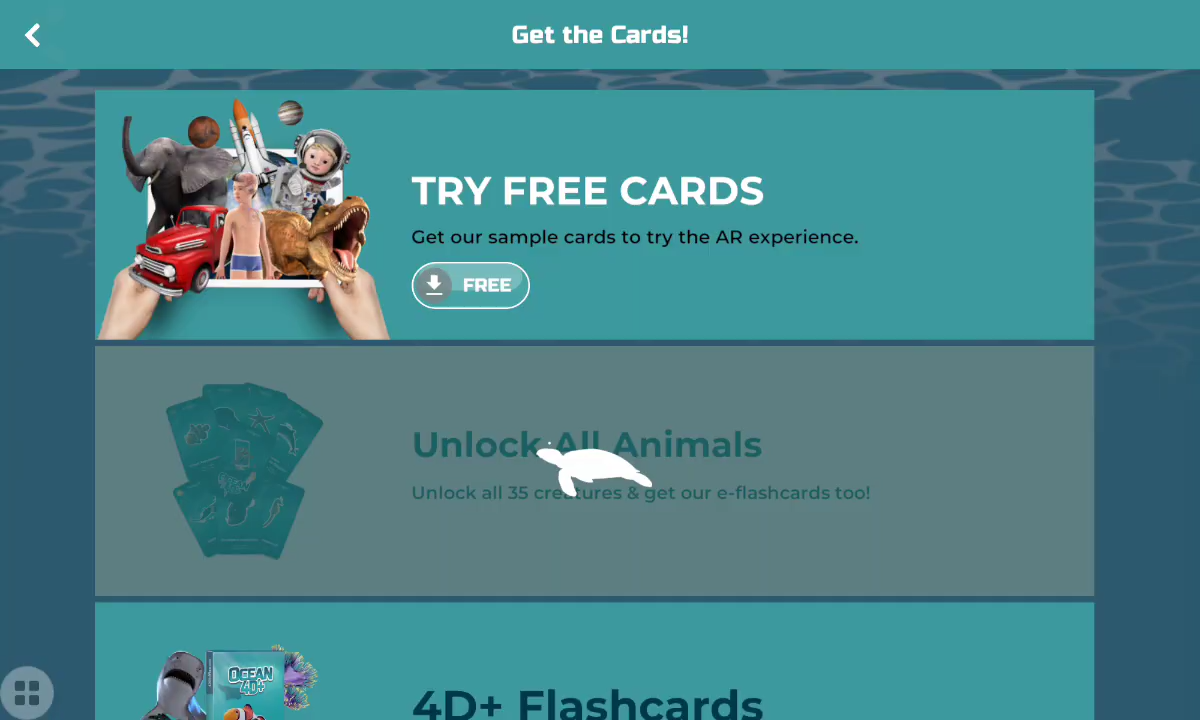 Get the Cards!
TRY FREE CARDS
Get our sample cards to try the AR experience.
FREE
Unlock All Animals
Unlock all 35 creatures & get our e-flashcards too!
OCEAN
4D+
4D+ Flashcards